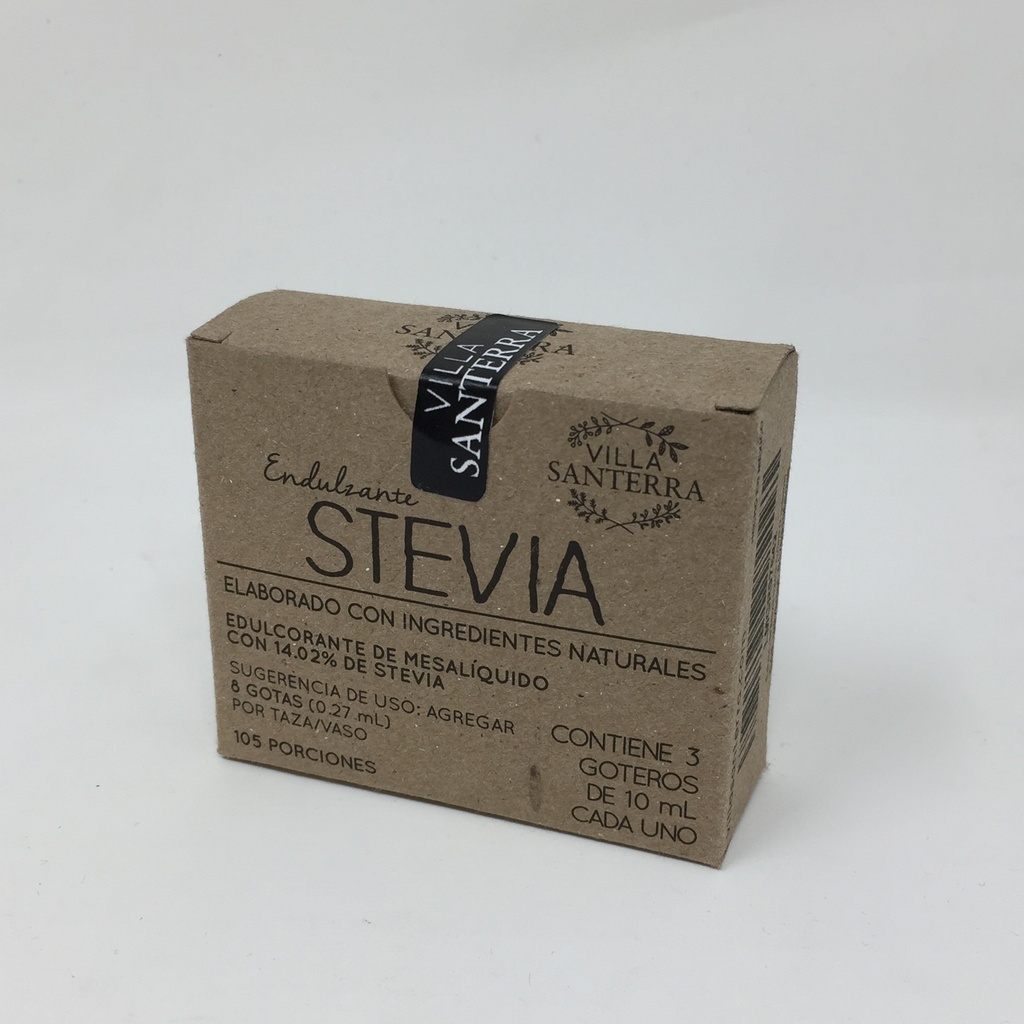 SANTERRA
VILLA
SANTERRA
VILLA
SANTERRA
Endulzante
STEVIA
ELABORADO CON INGREDIENTES NATURALES
EDULCORANTE DE MESALÍQUIDO
CON 14.02% DE STEVIA
SUGERENCIA DE USO: AGREGAR
8 GOTAS (0.27 mL)
POR TAZA/VASO
105 PORCIONES
CONTIENE 3
GOTEROS
DE 10 mL
CADA UNO